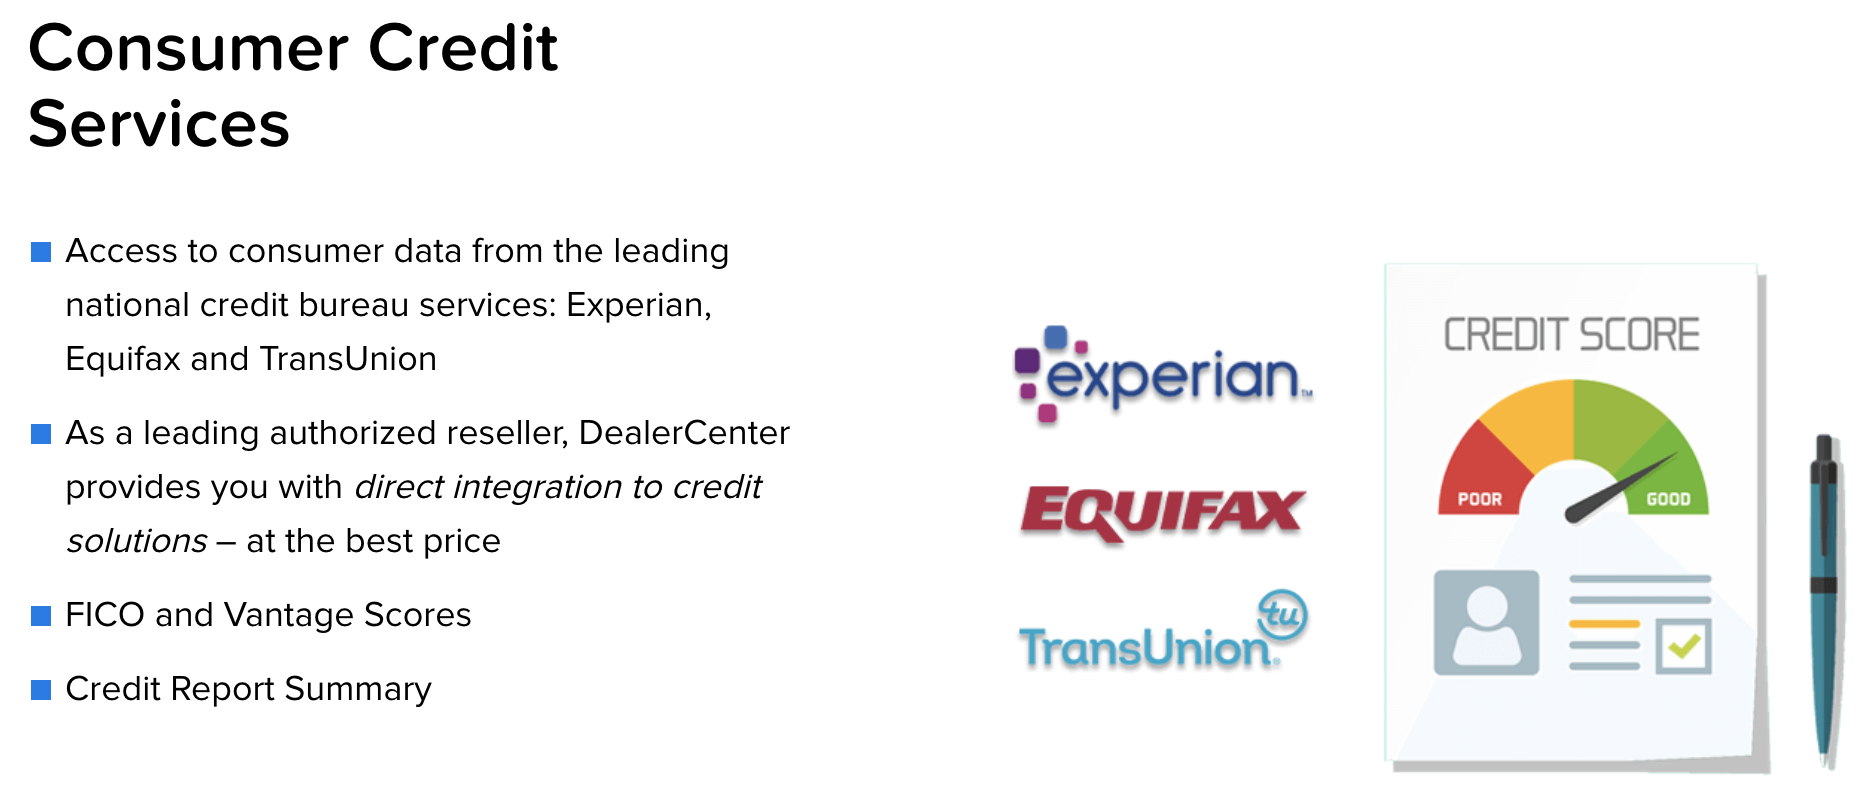 Consumer Credit
Services
Access to consumer data from the leading
national credit bureau services: Experian,
Equifax and TransUnion
As a leading authorized reseller, DealerCenter
provides you with direct integration to credit
solutions – at the best price
FICO and Vantage Scores
Credit Report Summary
experian™
EQUIFAX
tu
TransUnion®
CREDIT SCORE
POOR
GOOD